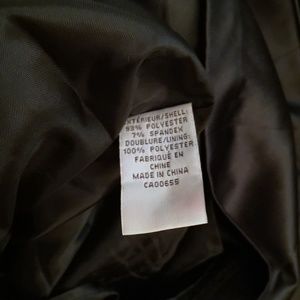 EXTÉRIEUR/SHELL:
93% POLYESTER
7% SPANDEX
DOUBLURE/LINING:
100% POLYESTER
FABRIQUÉ EN
CHINE
MADE IN CHINA
CA00655